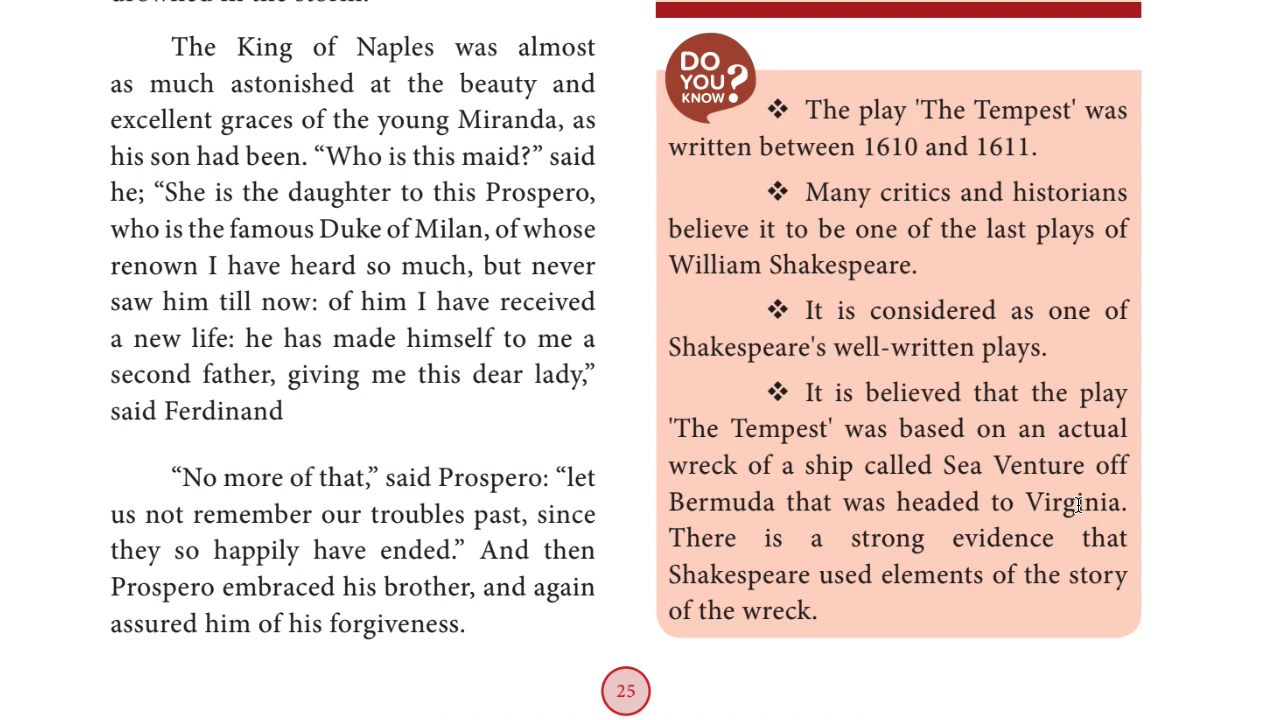 The King of Naples was almost
as much astonished at the beauty and
excellent graces of the young Miranda, as
his son had been. “Who is this maid?” said
he; “She is the daughter to this Prospero,
who is the famous Duke of Milan, of whose
renown I have heard so much, but never
saw him till now: of him I have received
a new life: he has made himself to me a
second father, giving me this dear lady,”
said Ferdinand
“No more of that,” said Prospero: “let
us not remember our troubles past, since
they so happily have ended.” And then
Prospero embraced his brother, and again
assured him of his forgiveness.
DO
YOU
KNOW?
❖ The play 'The Tempest' was
written between 1610 and 1611.
❖ Many critics and historians
believe it to be one of the last plays of
William Shakespeare.
❖ It is considered as one of
Shakespeare's well-written plays.
❖ It is believed that the play
'The Tempest' was based on an actual
wreck of a ship called Sea Venture off
Bermuda that was headed to Virginia.
There is a strong evidence that
Shakespeare used elements of the story
of the wreck.
25